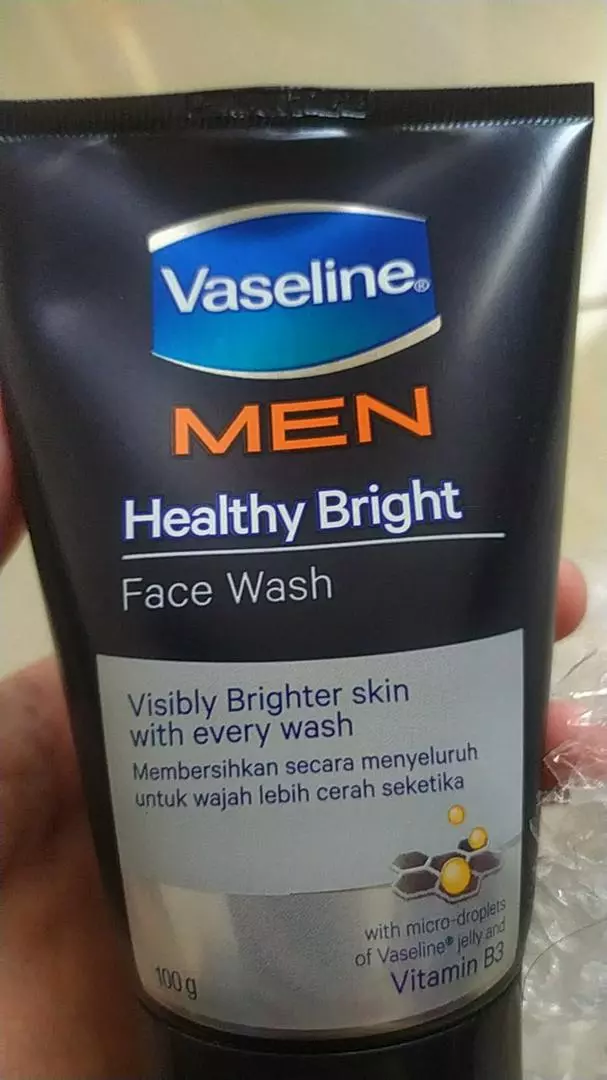 Vaseline®
MEN
Healthy Bright
Face Wash
Visibly Brighter skin
with every wash
Membersihkan secara menyeluruh
untuk wajah lebih cerah seketika
with micro-droplets
of Vaseline® jelly and
Vitamin B3
100g